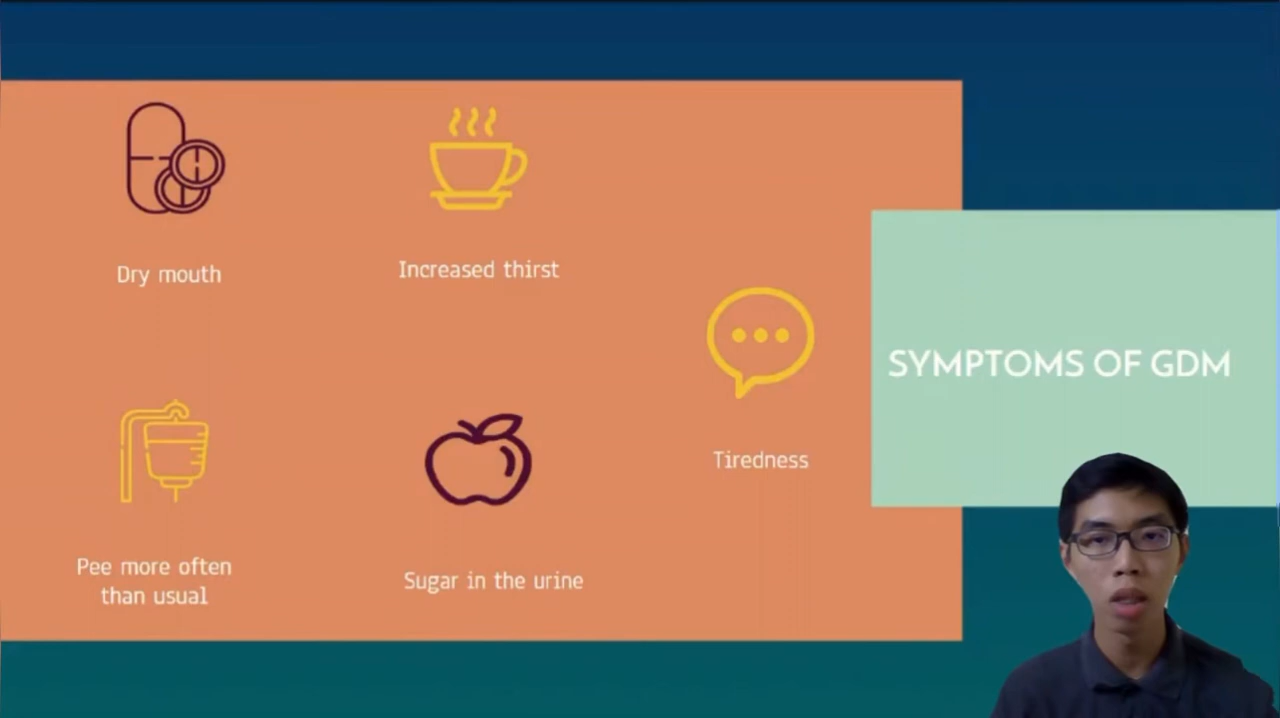 Dry mouth
Increased thirst
Tiredness
Pee more often
than usual
Sugar in the urine
SYMPTOMS OF GDM